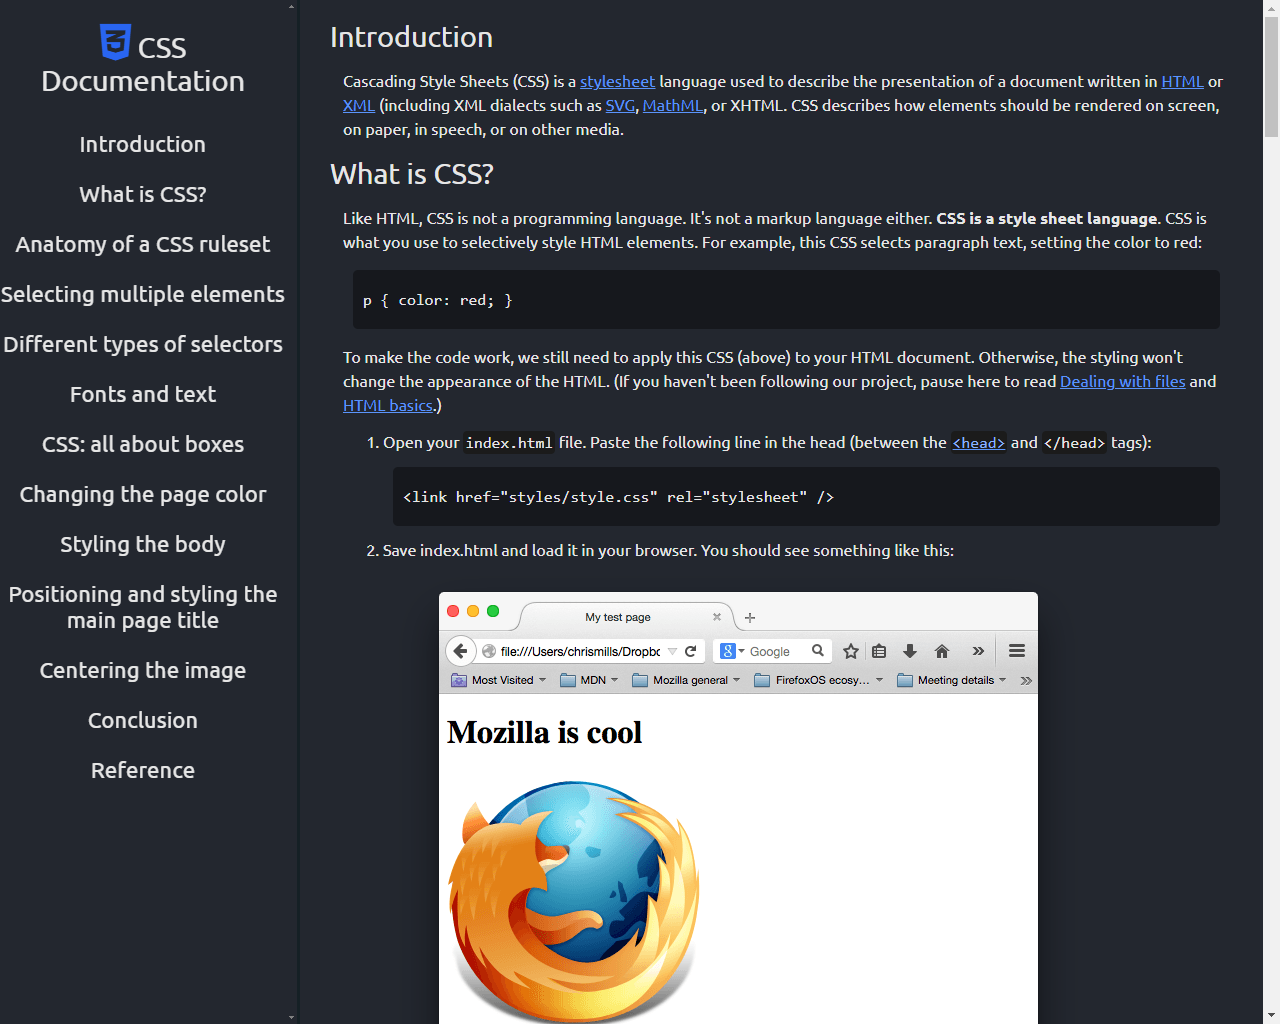 CSS
Documentation
Introduction
What is CSS?
Anatomy of a CSS ruleset
Selecting multiple elements
Different types of selectors
Fonts and text
CSS: all about boxes
Changing the page color
Styling the body
Positioning and styling the
main page title
Centering the image
Conclusion
Reference
Introduction
Cascading Style Sheets (CSS) is a stylesheet language used to describe the presentation of a document written in HTML or
XML (including XML dialects such as SVG, MathML, or XHTML. CSS describes how elements should be rendered on screen,
on paper, in speech, or on other media.
What is CSS?
Like HTML, CSS is not a programming language. It's not a markup language either. CSS is a style sheet language. CSS is
what you use to selectively style HTML elements. For example, this CSS selects paragraph text, setting the color to red:
p { color: red; }
To make the code work, we still need to apply this CSS (above) to your HTML document. Otherwise, the styling won't
change the appearance of the HTML. (If you haven't been following our project, pause here to read Dealing with files and
HTML basics.)
1. Open your index.html file. Paste the following line in the head (between the <head> and </head> tags):
<link href="styles/style.css" rel="stylesheet" />
2. Save index.html and load it in your browser. You should see something like this:
My test page
file:///Users/chrismills/Dropbo
Google
Most Visited MDN Mozilla general FirefoxOS ecosy... Meeting details
Mozilla is cool